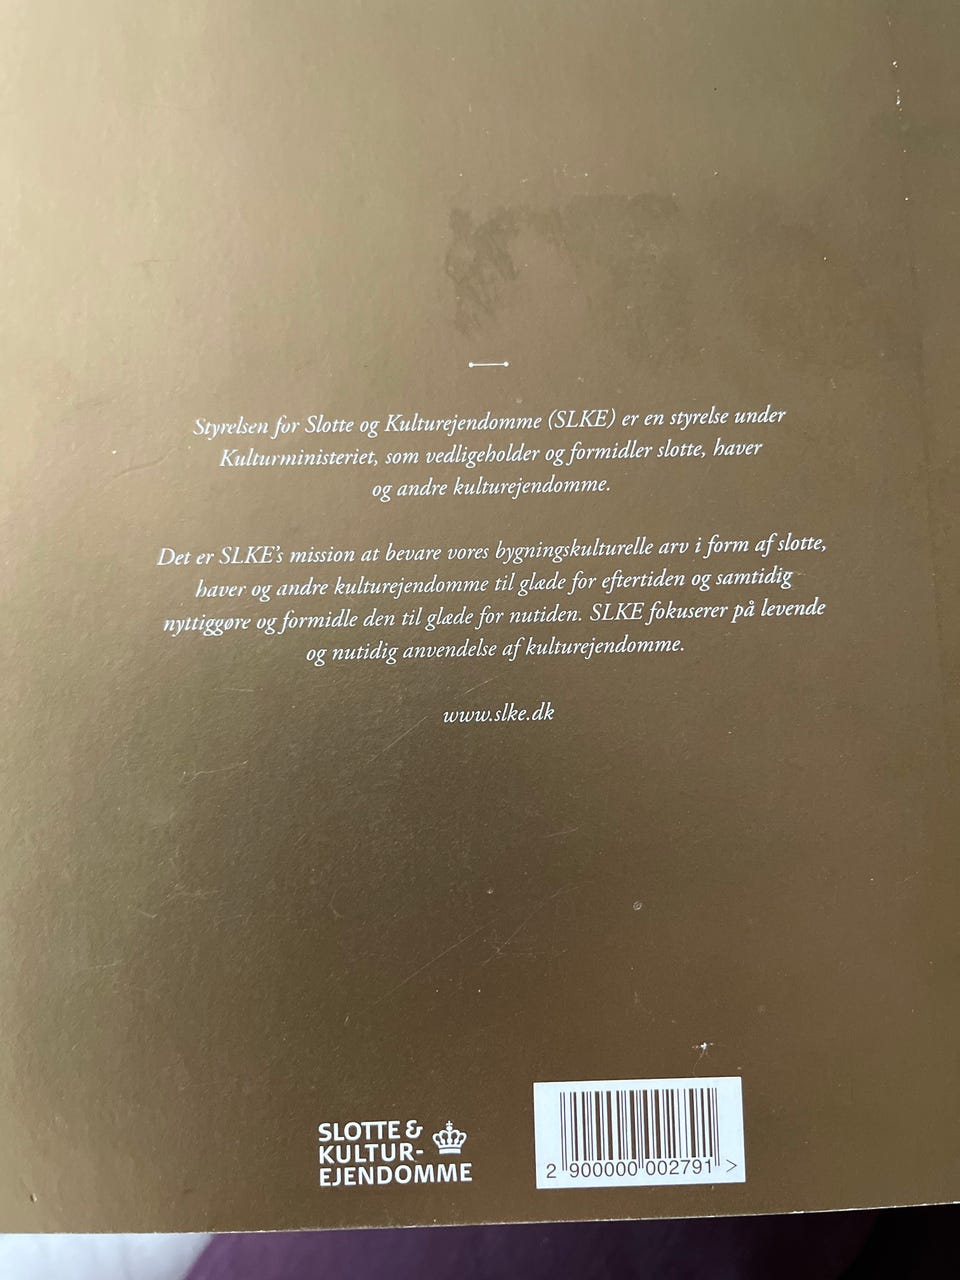 Styrelsen for Slotte og Kulturejendomme (SLKE) er en styrelse under
Kulturministeriet, som vedligeholder og formidler slotte, haver
og andre kulturejendomme.
Det er SLKE's mission at bevare vores bygningskulturelle arv i form af slotte,
haver og andre kulturejendomme til glæde for eftertiden og samtidig
nyttiggøre og formidle den til glæde for nutiden. SLKE fokuserer på levende
og nutidig anvendelse af kulturejendomme.
www.slke.dk
SLOTTE &
KULTUR-
EJENDOMME
2 900000 002791 >